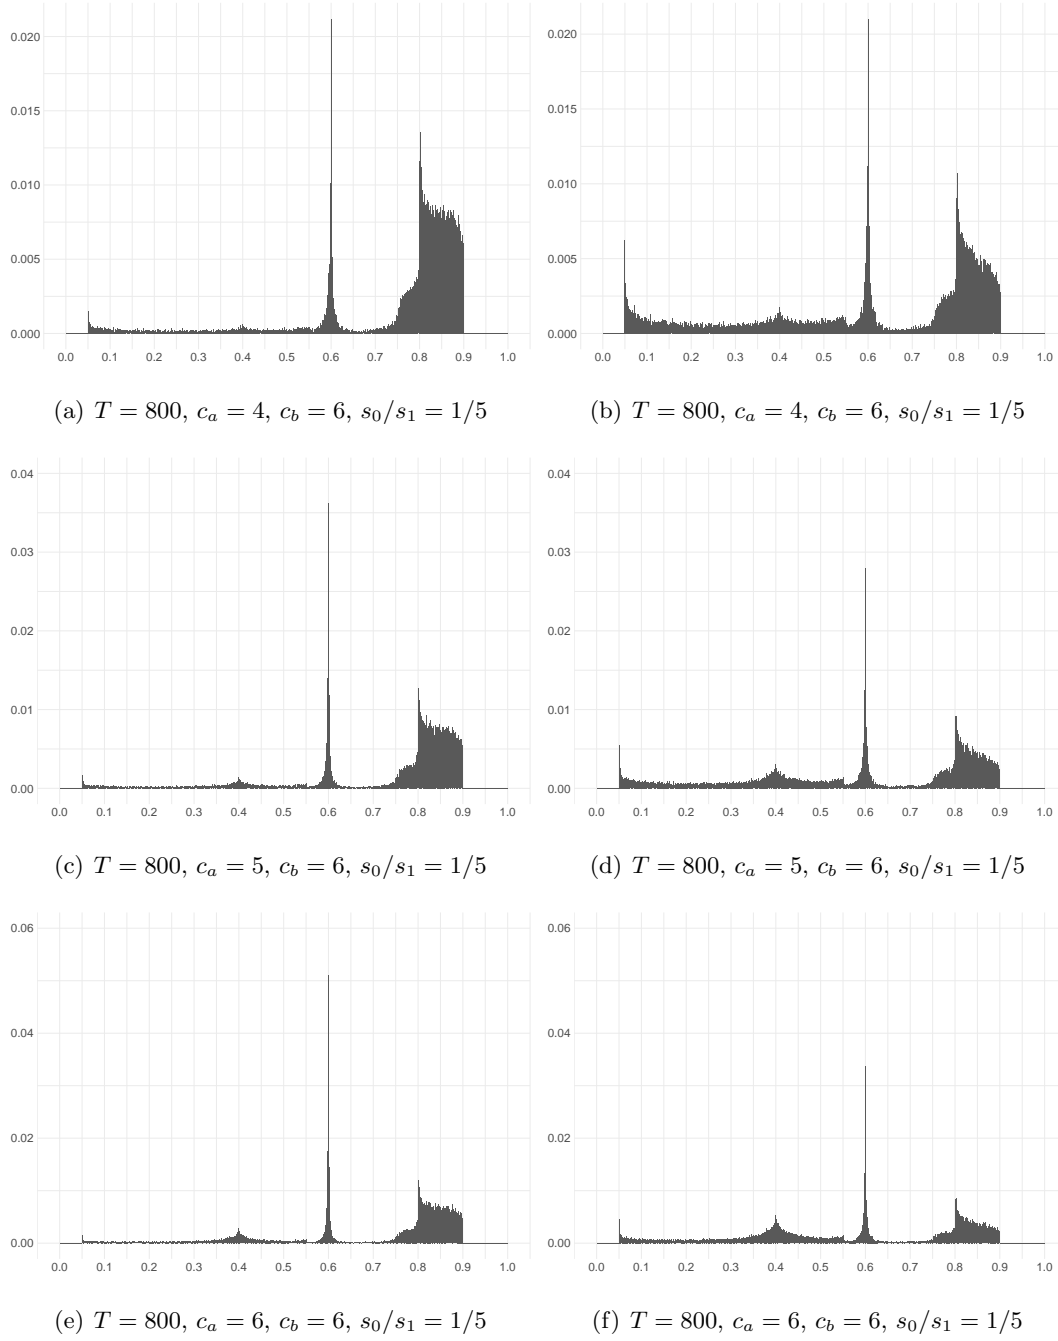 0.020
0.015
0.010
0.005
0.000
0.0 0.1 0.2 0.3 0.4 0.5 0.6 0.7 0.8 0.9 1.0
(a) T = 800, c_a = 4, c_b = 6, s_0/s_1 = 1/5
0.020
0.015
0.010
0.005
0.000
0.0 0.1 0.2 0.3 0.4 0.5 0.6 0.7 0.8 0.9 1.0
(b) T = 800, c_a = 4, c_b = 6, s_0/s_1 = 1/5
0.04
0.03
0.02
0.01
0.00
0.0 0.1 0.2 0.3 0.4 0.5 0.6 0.7 0.8 0.9 1.0
(c) T = 800, c_a = 5, c_b = 6, s_0/s_1 = 1/5
0.04
0.03
0.02
0.01
0.00
0.0 0.1 0.2 0.3 0.4 0.5 0.6 0.7 0.8 0.9 1.0
(d) T = 800, c_a = 5, c_b = 6, s_0/s_1 = 1/5
0.06
0.04
0.02
0.00
0.0 0.1 0.2 0.3 0.4 0.5 0.6 0.7 0.8 0.9 1.0
(e) T = 800, c_a = 6, c_b = 6, s_0/s_1 = 1/5
0.06
0.04
0.02
0.00
0.0 0.1 0.2 0.3 0.4 0.5 0.6 0.7 0.8 0.9 1.0
(f) T = 800, c_a = 6, c_b = 6, s_0/s_1 = 1/5